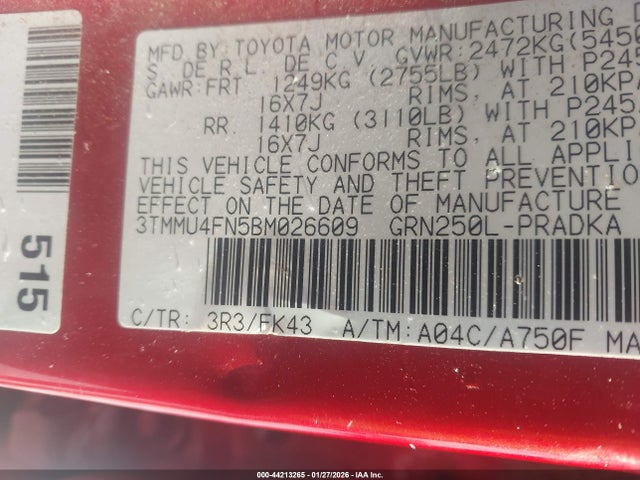 MFD.BY:TOYOTA MOTOR MANUFACTURING
S. DE R.L. DE C.V. GVWR:2472KG(5450
GAWR:FRT 1249KG (2755LB) WITH P245
16X7J RIMS, AT 210KPA
RR. 1410KG (3110LB) WITH P245
16X7J RIMS, AT 210KP
THIS VEHICLE CONFORMS TO ALL APPLI
VEHICLE SAFETY AND THEFT PREVENTION
EFFECT ON THE DATE OF MANUFACTURE
3TMMU4FN5BM026609 GRN250L-PRADKA
C/TR: 3R3/FK43 A/TM:A04C/A750F MA
515
000-44213265 - 01/27/2026 - IAA Inc.